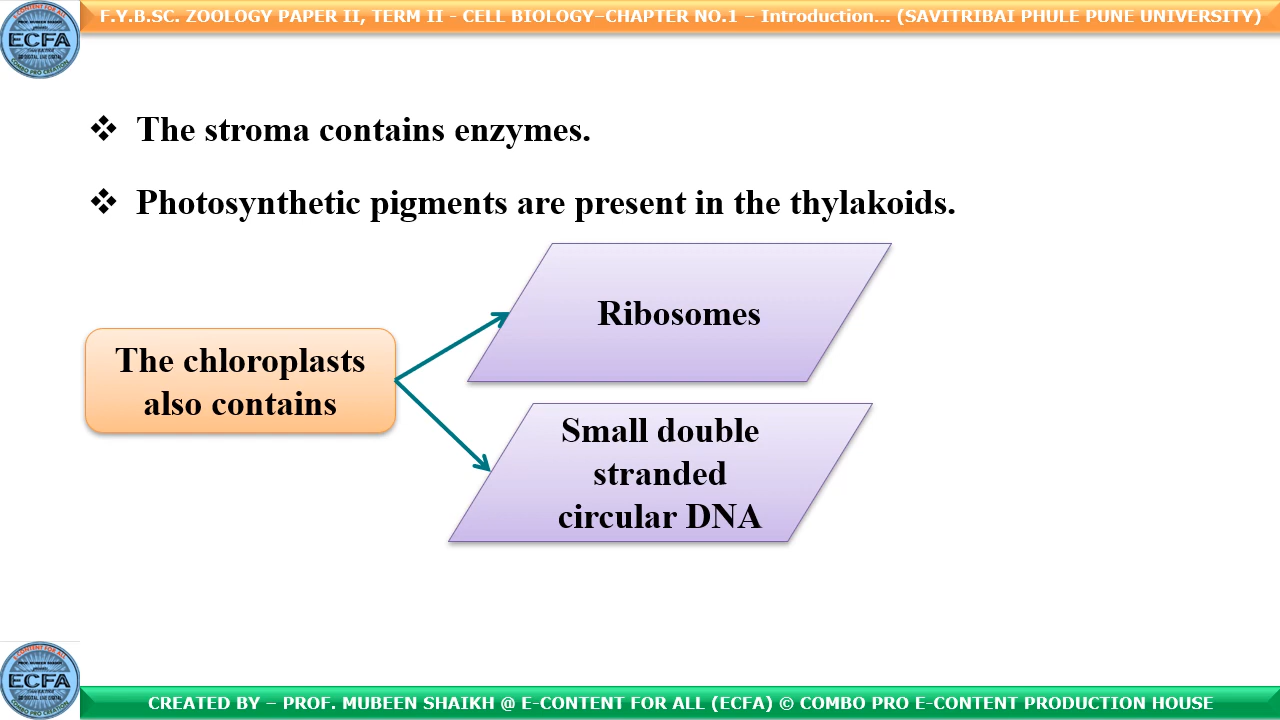 F.Y.B.SC. ZOOLOGY PAPER II, TERM II - CELL BIOLOGY–CHAPTER NO.1 – Introduction... (SAVITRIBAI PHULE PUNE UNIVERSITY)
ECFA
❖ The stroma contains enzymes.
❖ Photosynthetic pigments are present in the thylakoids.
Ribosomes
The chloroplasts
also contains
Small double
stranded
circular DNA
ECFA
CREATED BY – PROF. MUBEEN SHAIKH @ E-CONTENT FOR ALL (ECFA) © COMBO PRO E-CONTENT PRODUCTION HOUSE